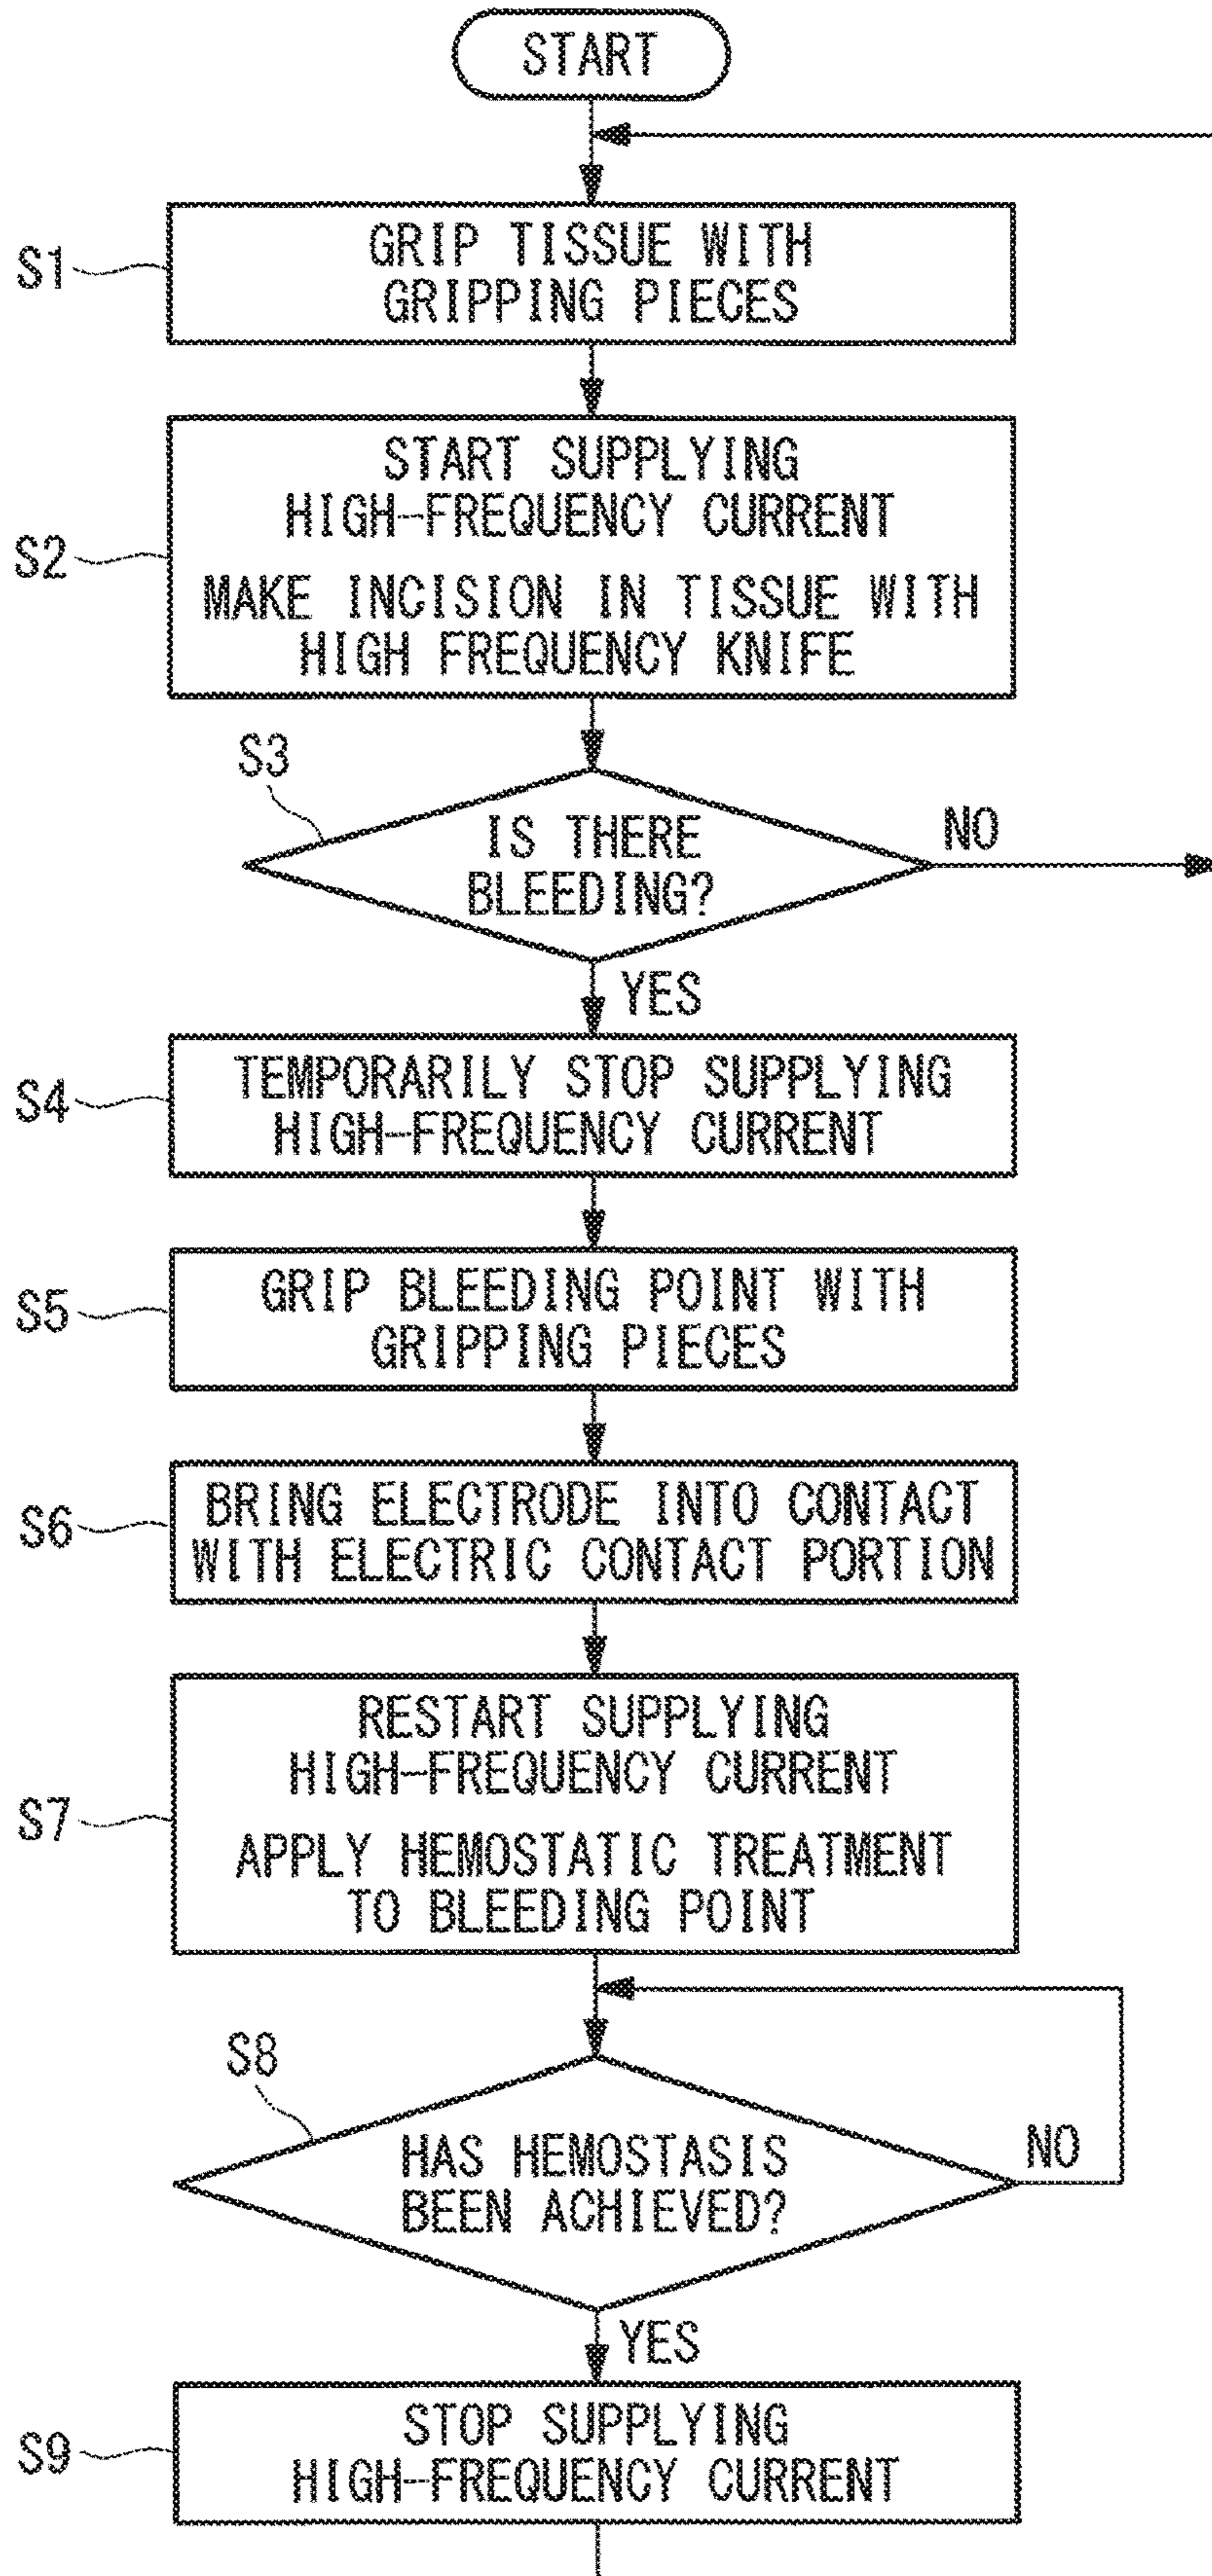 START
S1
GRIP TISSUE WITH
GRIPPING PIECES
S2
START SUPPLYING
HIGH-FREQUENCY CURRENT
MAKE INCISION IN TISSUE WITH
HIGH FREQUENCY KNIFE
S3
IS THERE
BLEEDING?
NO
YES
S4
TEMPORARILY STOP SUPPLYING
HIGH-FREQUENCY CURRENT
S5
GRIP BLEEDING POINT WITH
GRIPPING PIECES
S6
BRING ELECTRODE INTO CONTACT
WITH ELECTRIC CONTACT PORTION
S7
RESTART SUPPLYING
HIGH-FREQUENCY CURRENT
APPLY HEMOSTATIC TREATMENT
TO BLEEDING POINT
S8
HAS HEMOSTASIS
BEEN ACHIEVED?
NO
YES
S9
STOP SUPPLYING
HIGH-FREQUENCY CURRENT